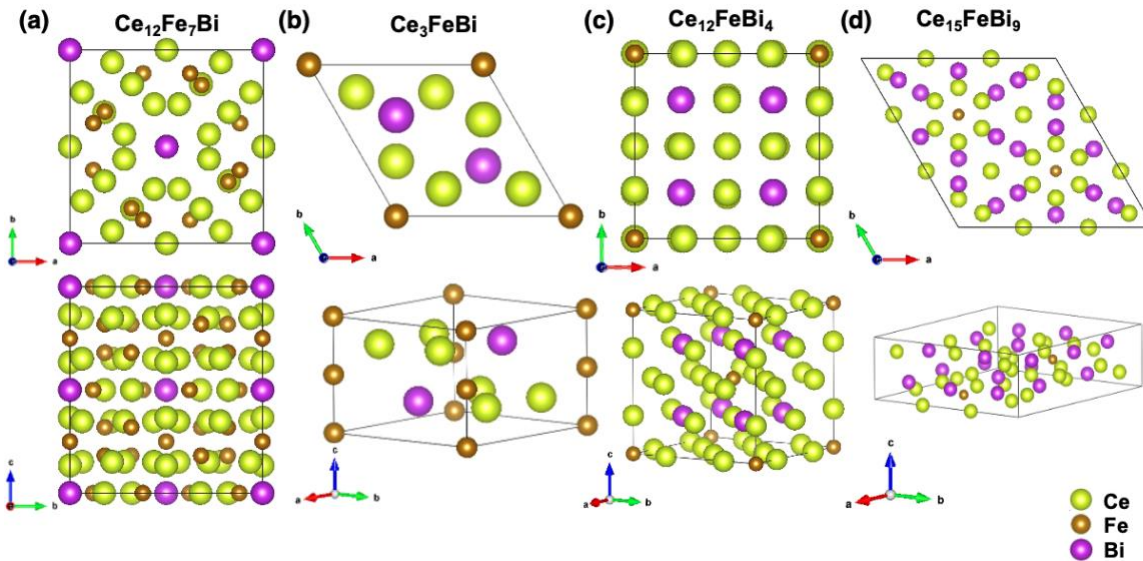 (a) Ce12Fe7Bi (b) Ce3FeBi (c) Ce12FeBi4 (d) Ce15FeBi9
b a
b a
b a
b a
c b
c a b
c a b
c a b
Ce
Fe
Bi